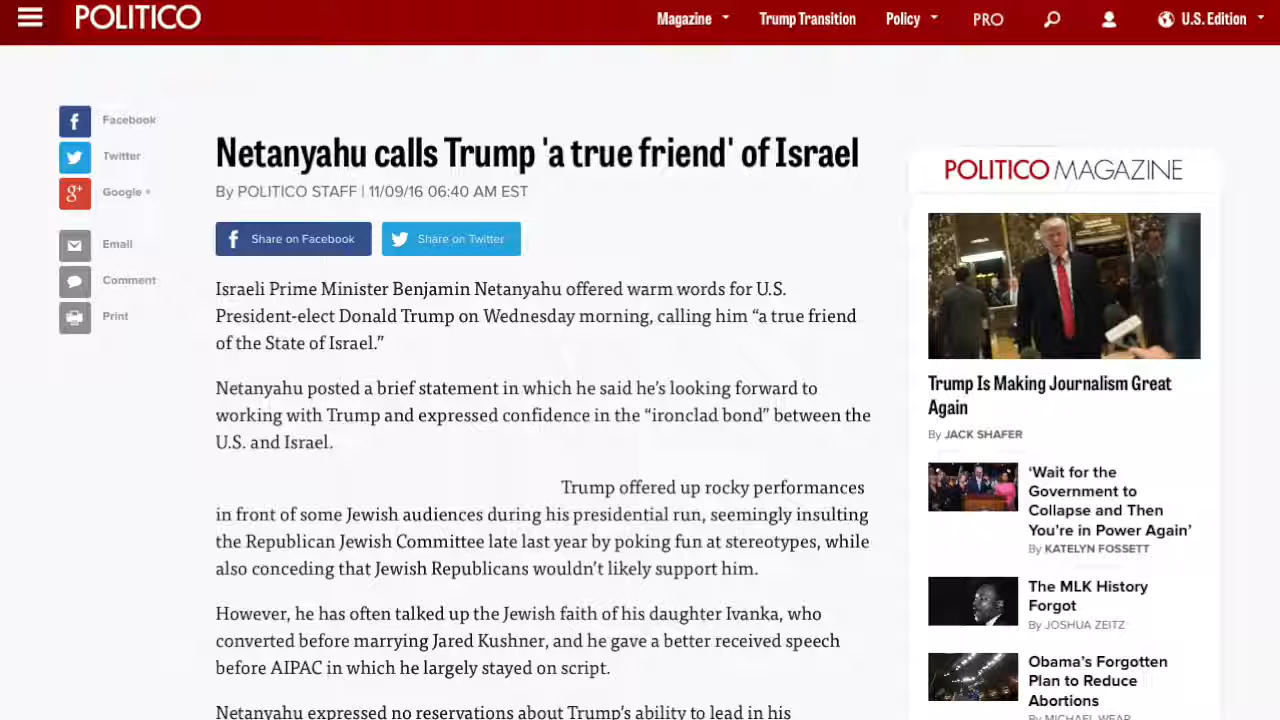 POLITICO
Magazine
Trump Transition
Policy
PRO
U.S. Edition
Facebook
Twitter
Google +
Email
Comment
Print
Netanyahu calls Trump 'a true friend' of Israel
By POLITICO STAFF | 11/09/16 06:40 AM EST
Share on Facebook
Share on Twitter
Israeli Prime Minister Benjamin Netanyahu offered warm words for U.S.
President-elect Donald Trump on Wednesday morning, calling him “a true friend
of the State of Israel.”
Netanyahu posted a brief statement in which he said he’s looking forward to
working with Trump and expressed confidence in the “ironclad bond” between the
U.S. and Israel.
Trump offered up rocky performances
in front of some Jewish audiences during his presidential run, seemingly insulting
the Republican Jewish Committee late last year by poking fun at stereotypes, while
also conceding that Jewish Republicans wouldn’t likely support him.
However, he has often talked up the Jewish faith of his daughter Ivanka, who
converted before marrying Jared Kushner, and he gave a better received speech
before AIPAC in which he largely stayed on script.
Netanyahu expressed no reservations about Trump’s ability to lead in his
POLITICO MAGAZINE
Trump Is Making Journalism Great
Again
By JACK SHAFER
‘Wait for the
Government to
Collapse and Then
You’re in Power Again’
By KATELYN FOSSETT
The MLK History
Forgot
By JOSHUA ZEITZ
Obama’s Forgotten
Plan to Reduce
Abortions
By MICHAEL WEAR